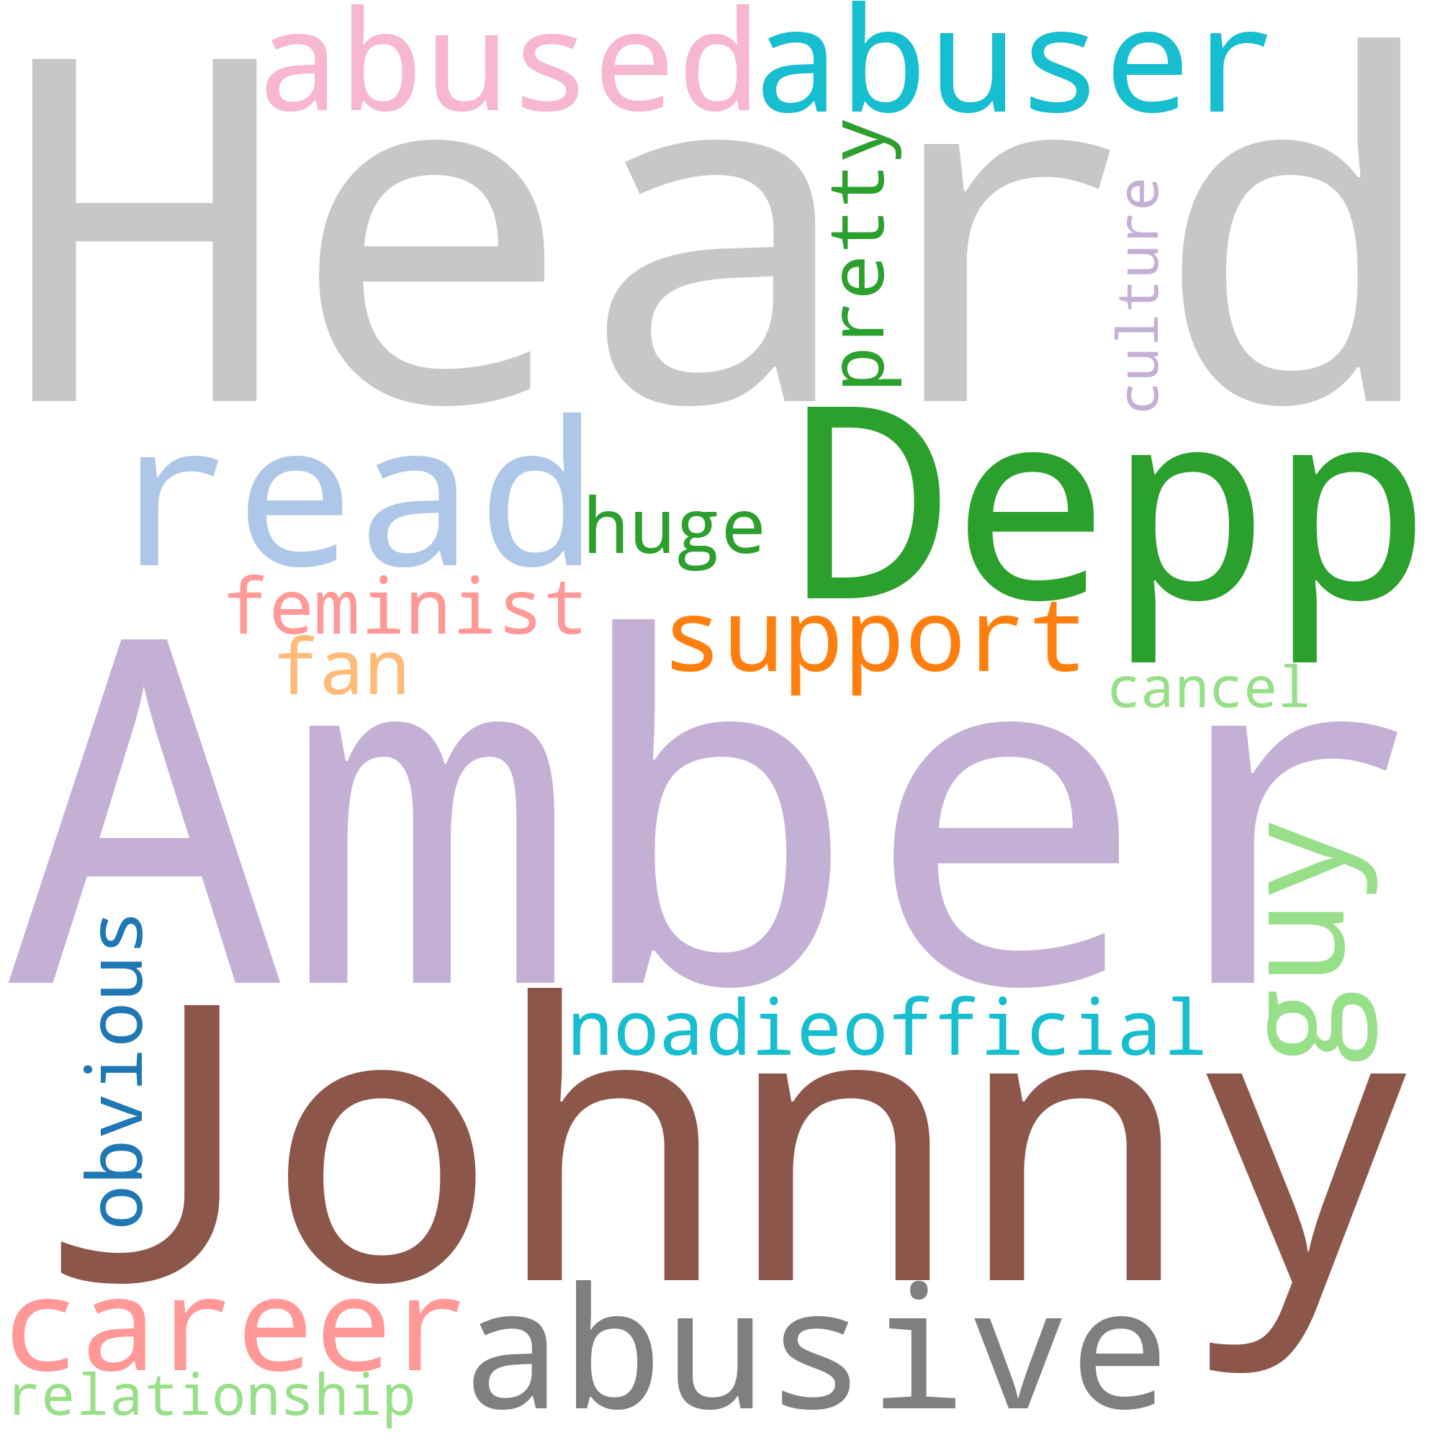 abused
abuser
Heard
pretty
culture
read
huge
Depp
feminist
support
fan
cancel
Amber
guy
obvious
noadieofficial
Johnny
career
abusive
relationship